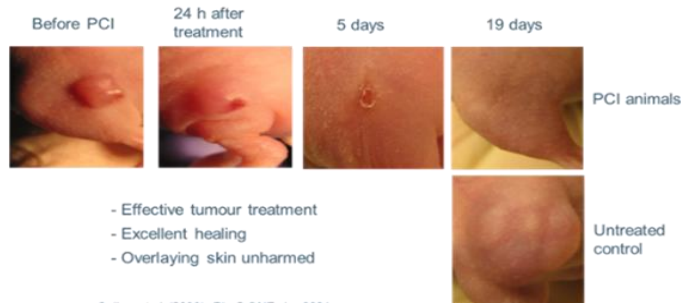 Before PCI
24 h after
treatment
5 days
19 days
PCI animals
- Effective tumour treatment
- Excellent healing
- Overlaying skin unharmed
Untreated
control